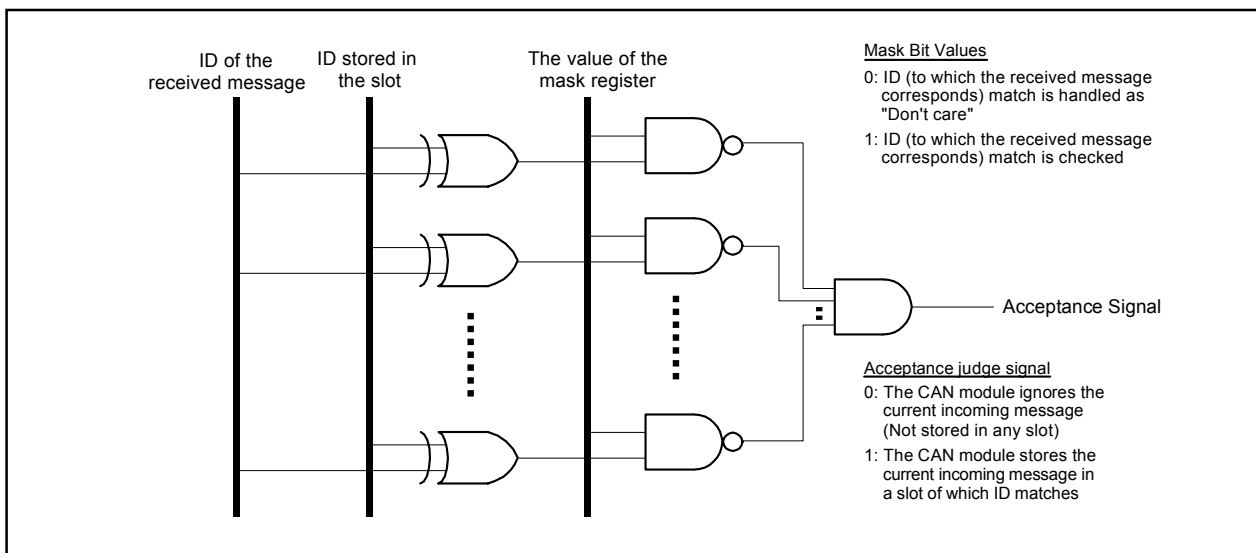 ID of the
received message
ID stored in
the slot
The value of the
mask register
Mask Bit Values
0: ID (to which the received message
corresponds) match is handled as
"Don't care"
1: ID (to which the received message
corresponds) match is checked
Acceptance Signal
Acceptance judge signal
0: The CAN module ignores the
current incoming message
(Not stored in any slot)
1: The CAN module stores the
current incoming message in
a slot of which ID matches